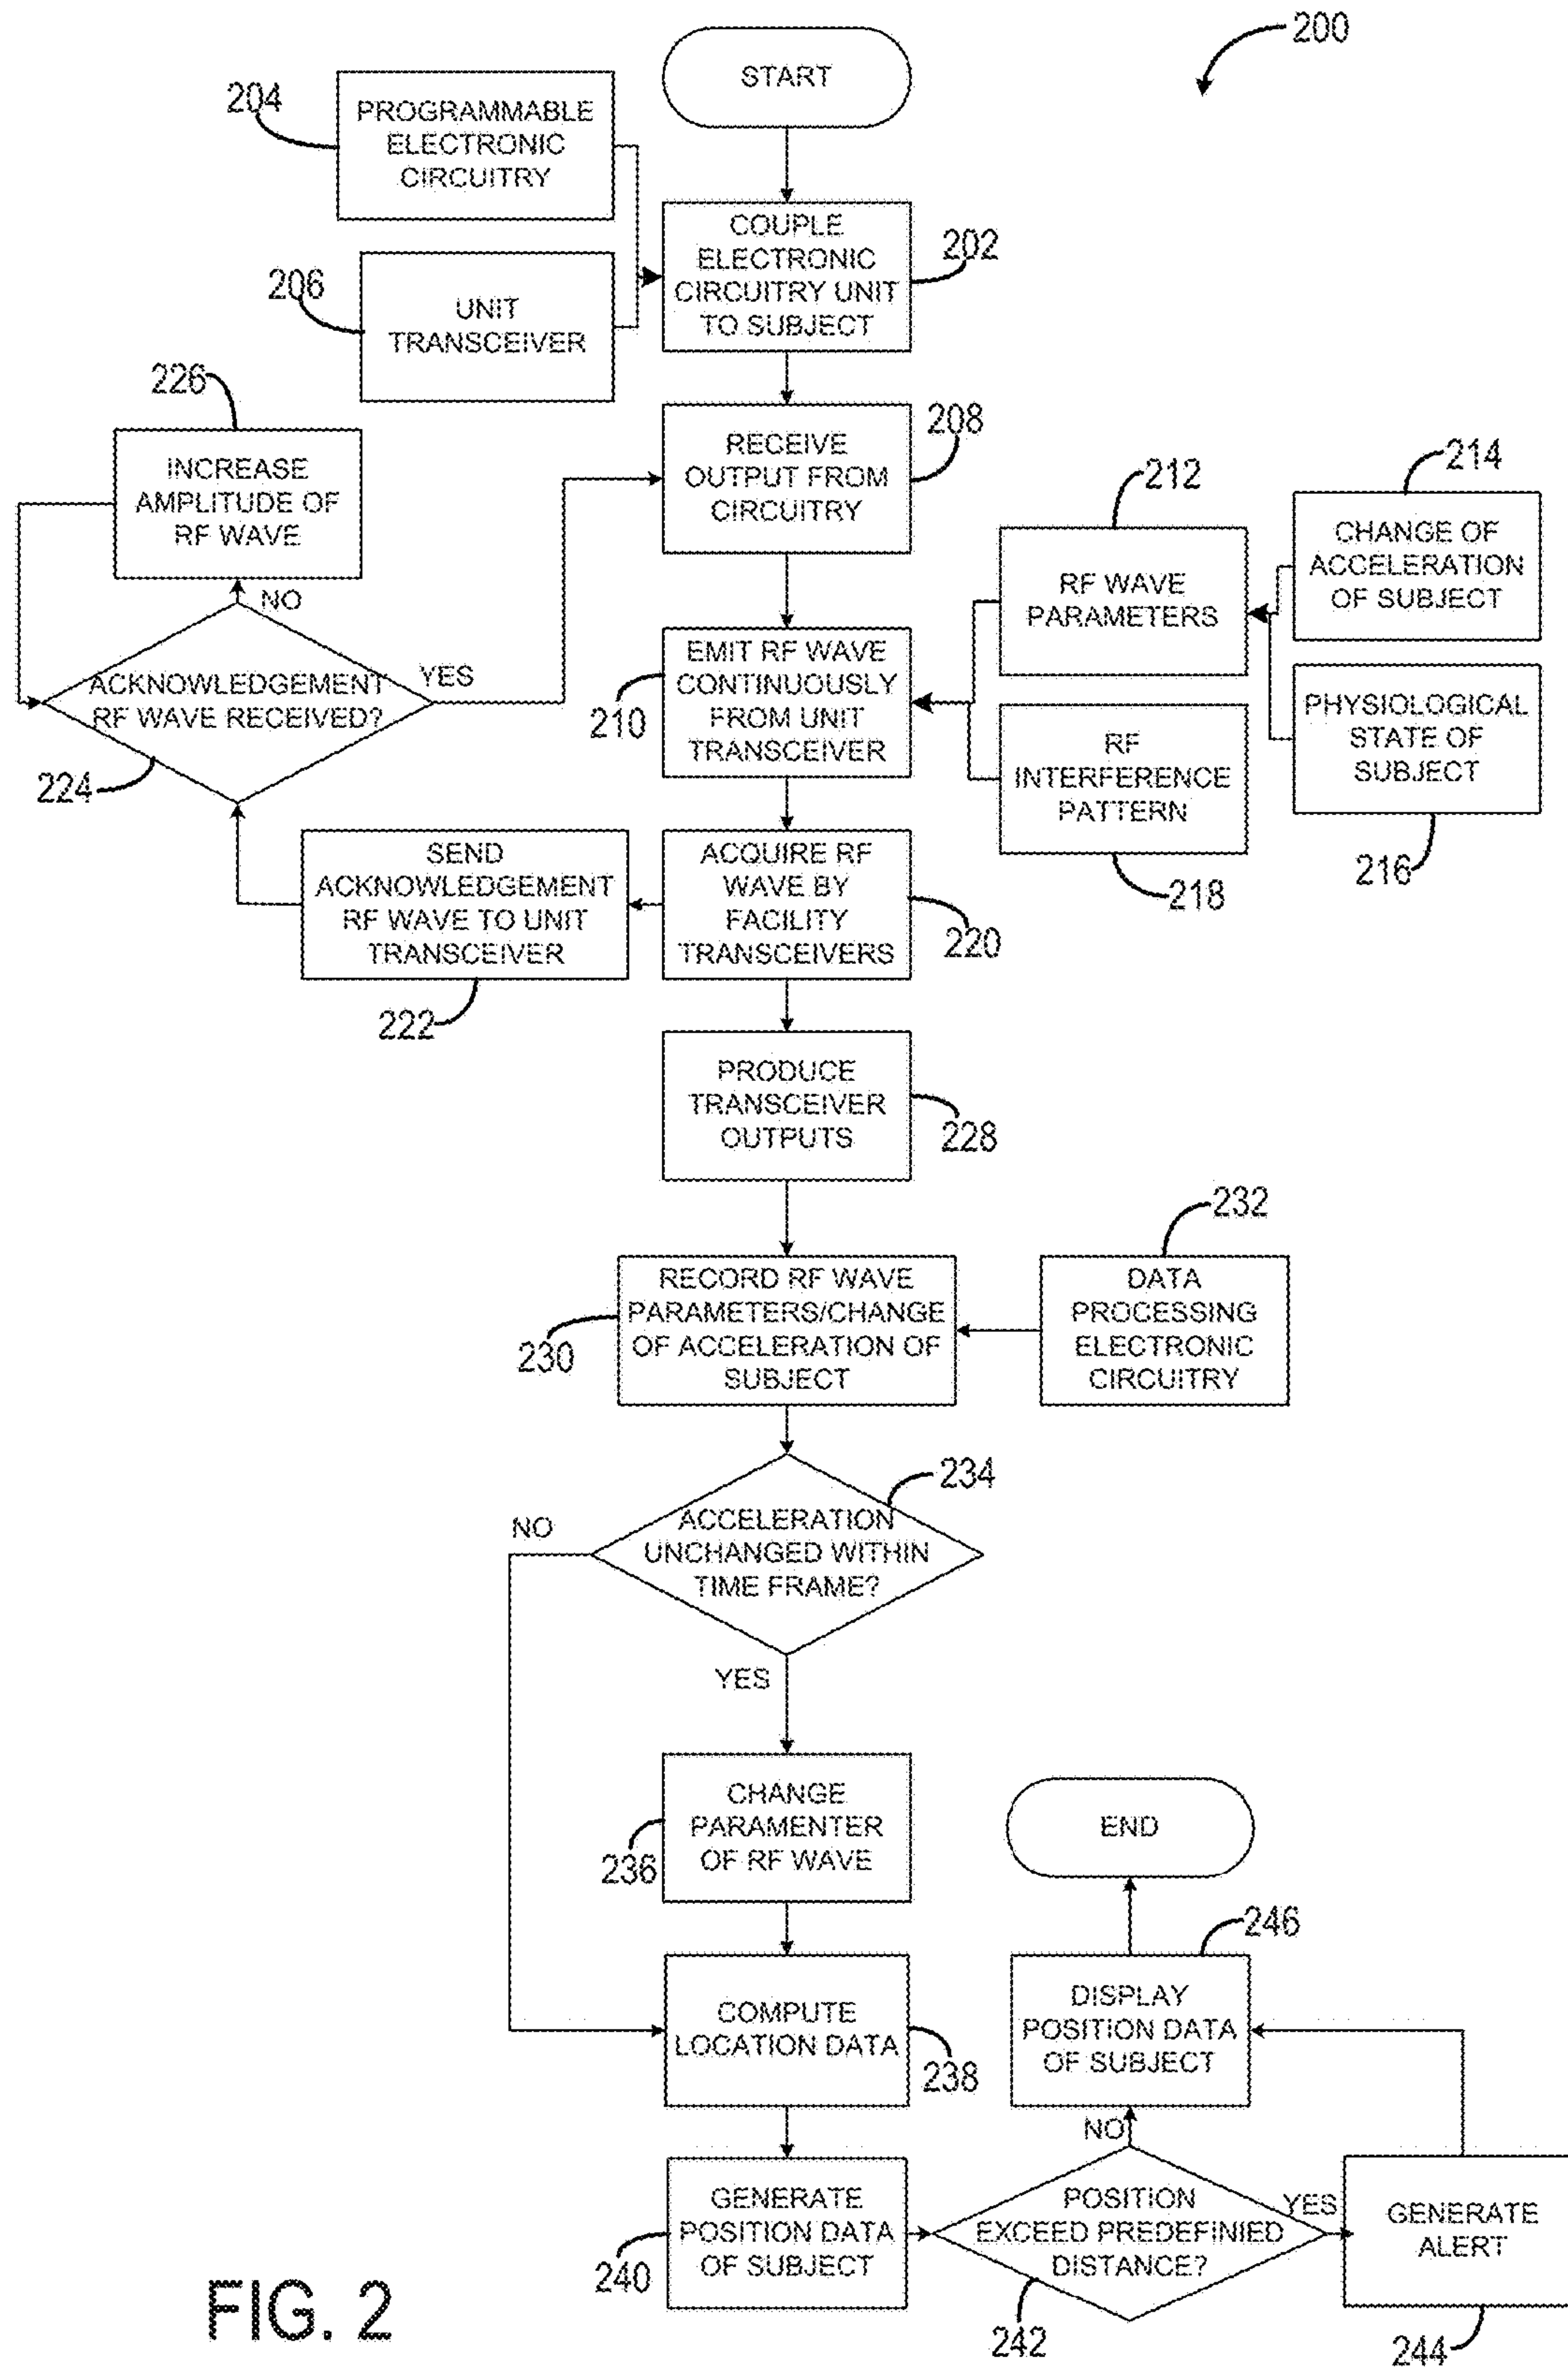 200
START
204
PROGRAMMABLE
ELECTRONIC
CIRCUITRY
COUPLE
ELECTRONIC
CIRCUITRY UNIT
TO SUBJECT
202
206
UNIT
TRANSCEIVER
226
INCREASE
AMPLITUDE OF
RF WAVE
RECEIVE
OUTPUT FROM
CIRCUITRY
208
212
RF WAVE
PARAMETERS
214
CHANGE OF
ACCELERATION
OF SUBJECT
NO
ACKNOWLEDGEMENT
RF WAVE RECEIVED?
YES
224
EMIT RF WAVE
CONTINUOUSLY
FROM UNIT
TRANSCEIVER
210
RF
INTERFERENCE
PATTERN
218
PHYSIOLOGICAL
STATE OF
SUBJECT
216
SEND
ACKNOWLEDGEMENT
RF WAVE TO UNIT
TRANSCEIVER
222
ACQUIRE RF
WAVE BY
FACILITY
TRANSCEIVERS
220
PRODUCE
TRANSCEIVER
OUTPUTS
228
232
RECORD RF WAVE
PARAMETERS/CHANGE
OF ACCELERATION OF
SUBJECT
230
DATA
PROCESSING
ELECTRONIC
CIRCUITRY
234
NO
ACCELERATION
UNCHANGED WITHIN
TIME FRAME?
YES
CHANGE
PARAMENTER
OF RF WAVE
236
END
246
COMPUTE
LOCATION DATA
238
DISPLAY
POSITION DATA
OF SUBJECT
NO
GENERATE
POSITION DATA
OF SUBJECT
240
POSITION
EXCEED PREDEFINIED
DISTANCE?
YES
242
GENERATE
ALERT
244
FIG. 2